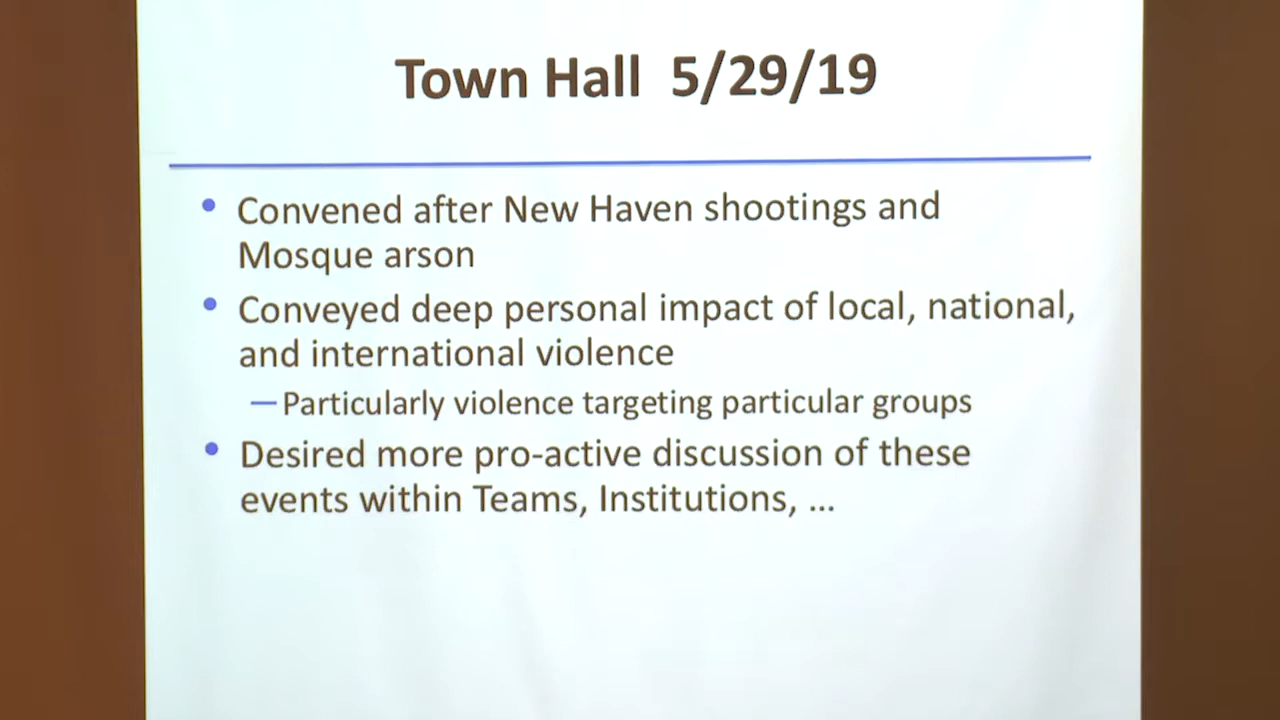 Town Hall 5/29/19
• Convened after New Haven shootings and
Mosque arson
• Conveyed deep personal impact of local, national,
and international violence
— Particularly violence targeting particular groups
• Desired more pro-active discussion of these
events within Teams, Institutions, ...